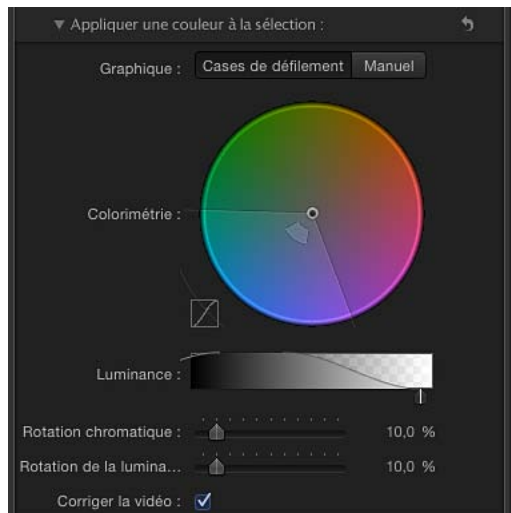 Appliquer une couleur à la sélection :
Graphique : Cases de défilement Manuel
Colorimétrie :
Luminance :
Rotation chromatique : 10,0 %
Rotation de la lumina... 10,0 %
Corriger la vidéo :